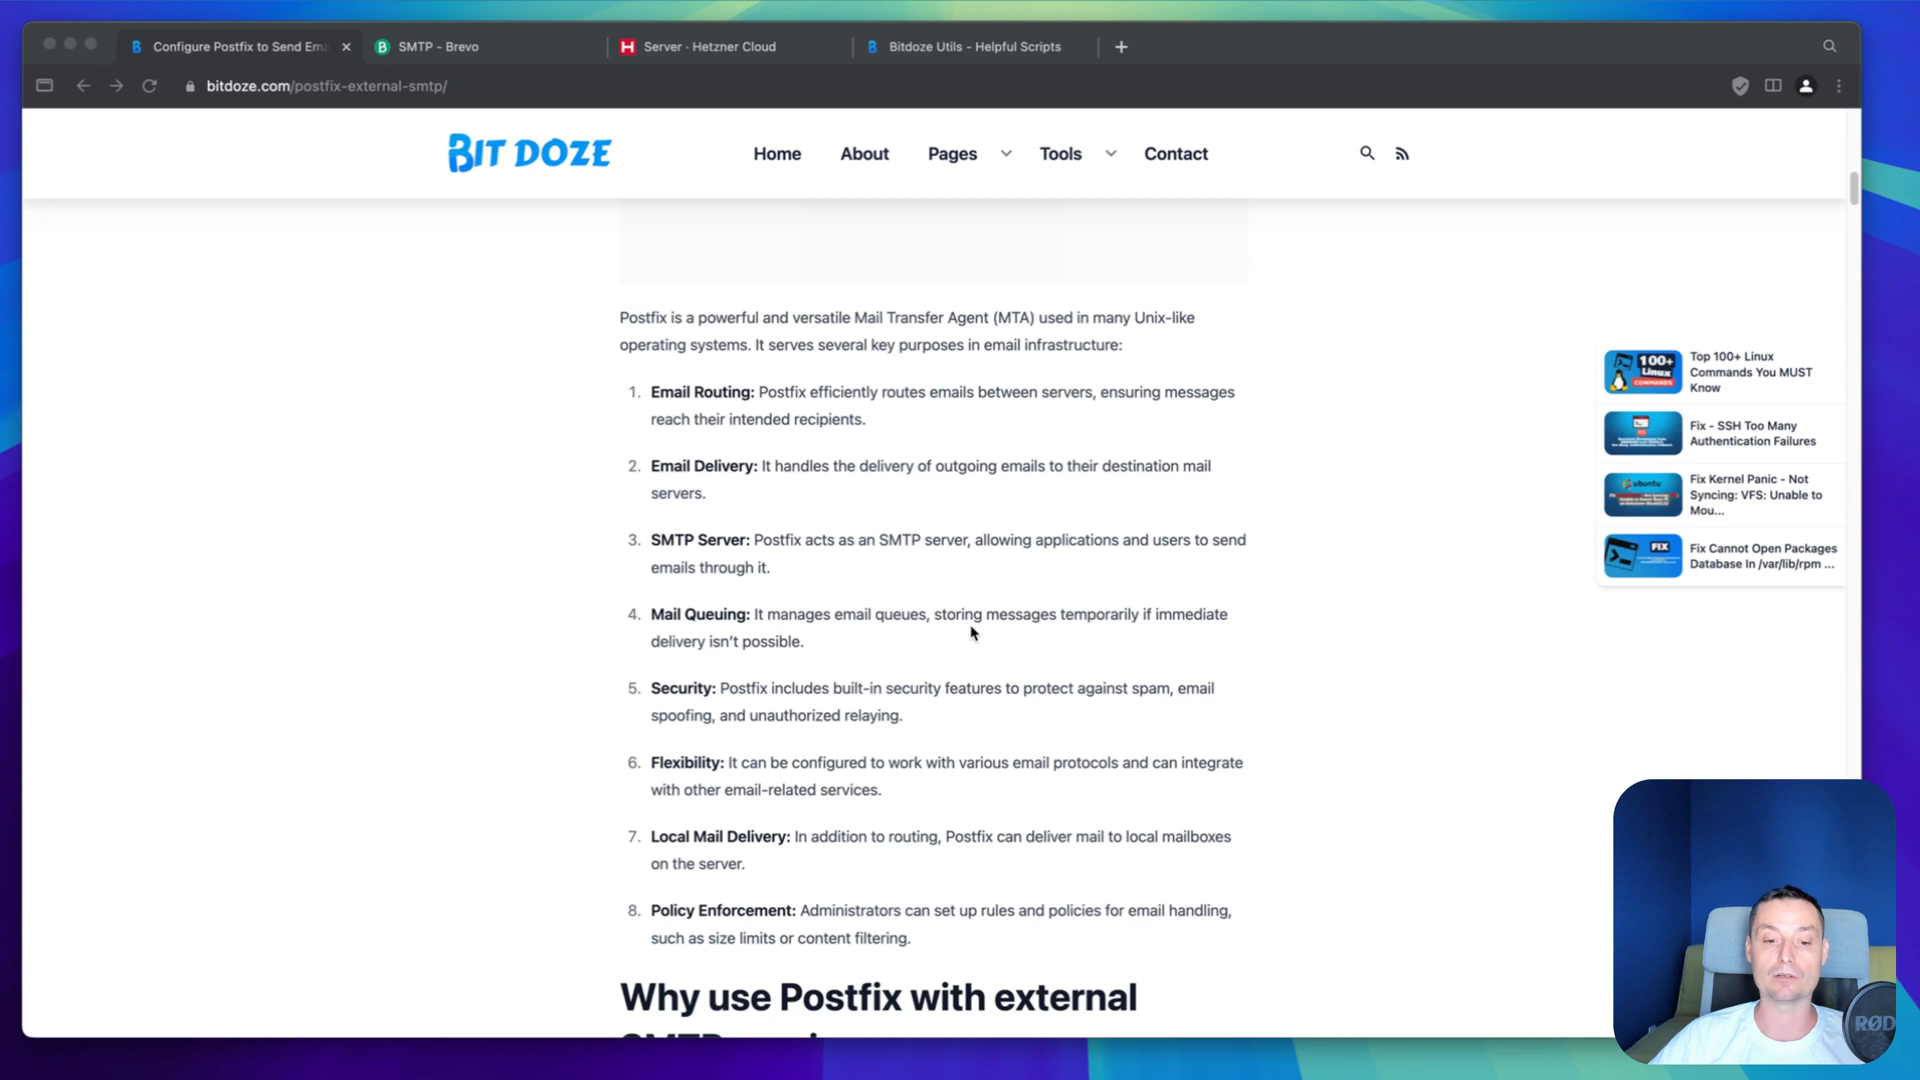 Configure Postfix to Send Ema
SMTP - Brevo
Server · Hetzner Cloud
Bitdoze Utils - Helpful Scripts
bitdoze.com/postfix-external-smtp/
BIT DOZE
Home
About
Pages
Tools
Contact
Postfix is a powerful and versatile Mail Transfer Agent (MTA) used in many Unix-like
operating systems. It serves several key purposes in email infrastructure:
1. Email Routing: Postfix efficiently routes emails between servers, ensuring messages
reach their intended recipients.
2. Email Delivery: It handles the delivery of outgoing emails to their destination mail
servers.
3. SMTP Server: Postfix acts as an SMTP server, allowing applications and users to send
emails through it.
4. Mail Queuing: It manages email queues, storing messages temporarily if immediate
delivery isn't possible.
5. Security: Postfix includes built-in security features to protect against spam, email
spoofing, and unauthorized relaying.
6. Flexibility: It can be configured to work with various email protocols and can integrate
with other email-related services.
7. Local Mail Delivery: In addition to routing, Postfix can deliver mail to local mailboxes
on the server.
8. Policy Enforcement: Administrators can set up rules and policies for email handling,
such as size limits or content filtering.
Why use Postfix with external
100+
Linux
COMMANDS
Top 100+ Linux
Commands You MUST
Know
Fix - SSH Too Many
Authentication Failures
ubuntu
Fix Kernel Panic - Not
Syncing: VFS: Unable to
Mou...
FIX
Fix Cannot Open Packages
Database In /var/lib/rpm ...
RØD